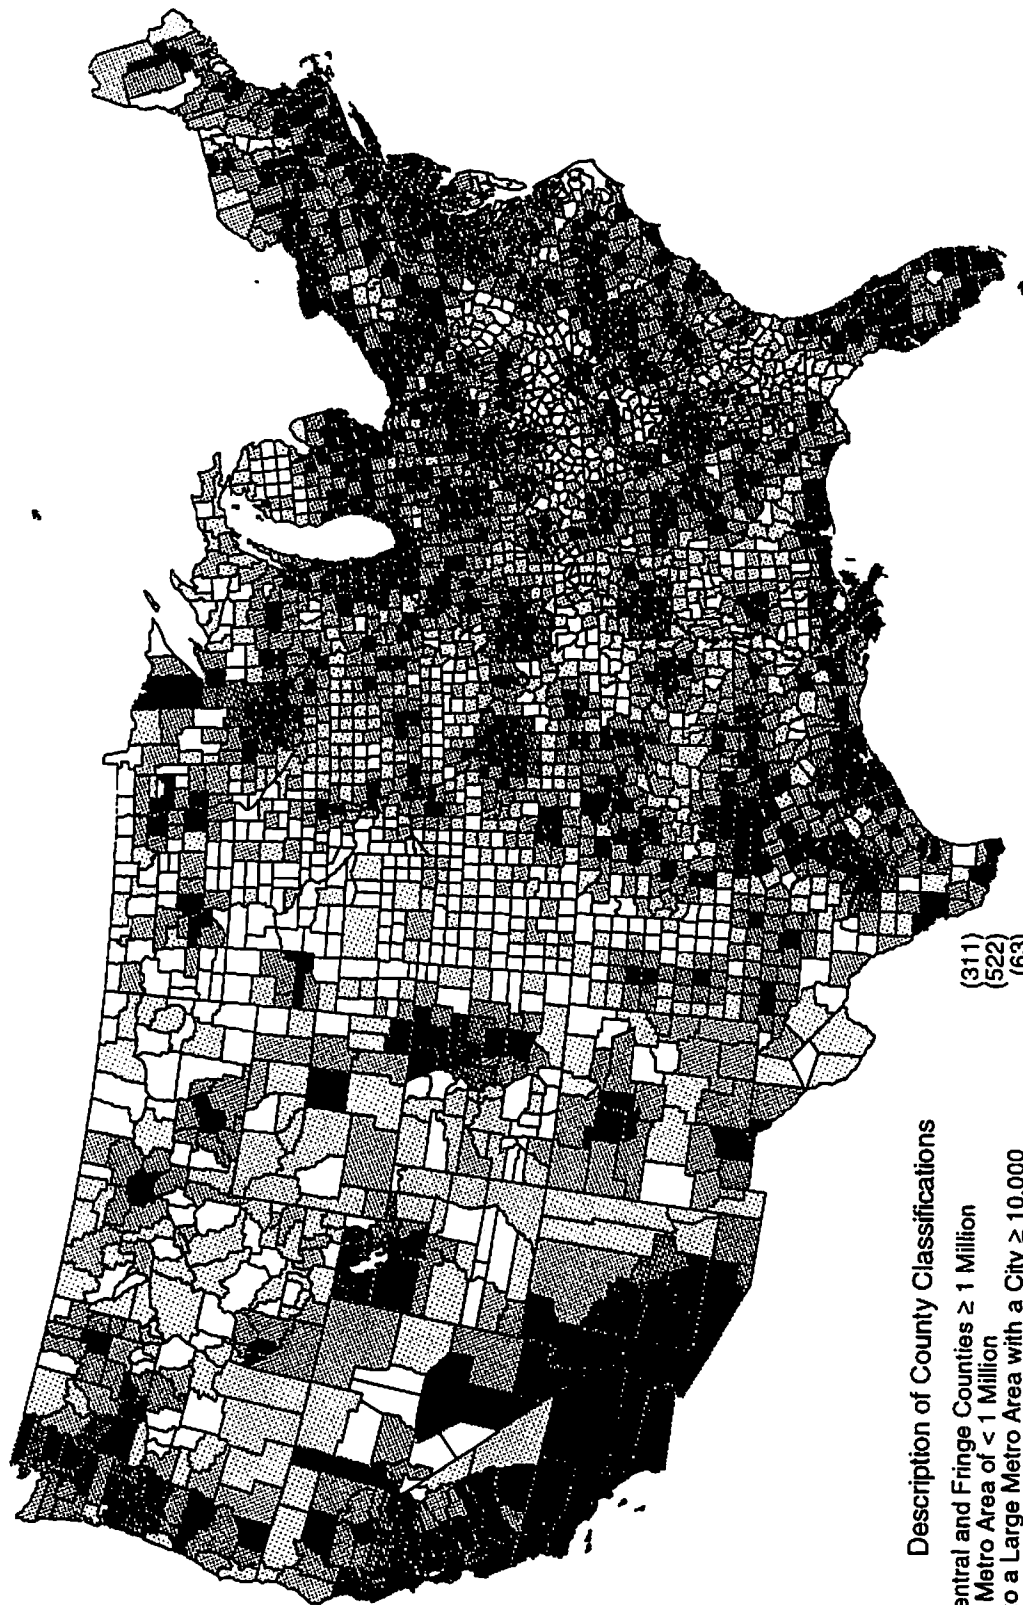 Description of County Classifications
entral and Fringe Counties ≥ 1 Million (311)
Metro Area of < 1 Million (522)
o a Large Metro Area with a City ≥ 10,000 (63)